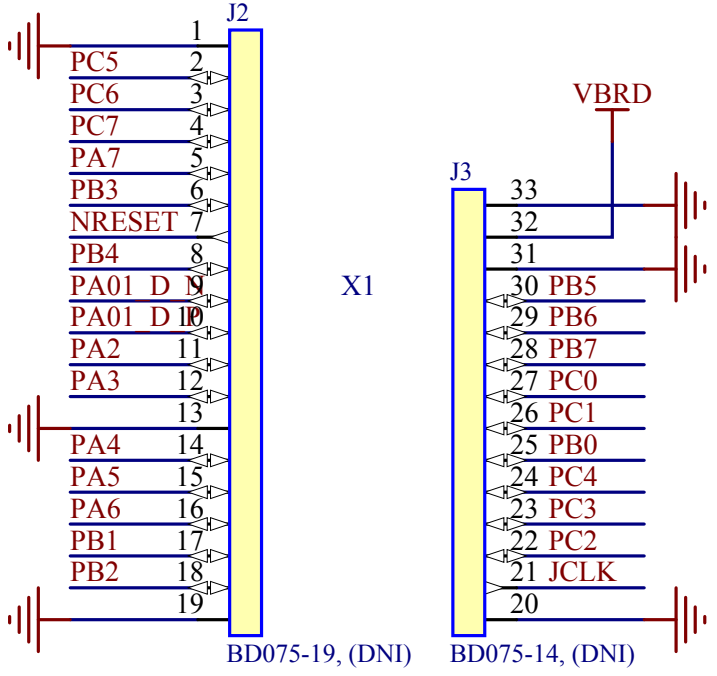 J2
1
PC5 2
PC6 3
PC7 4
PA7 5
PB3 6
NRESET 7
PB4 8
PA01_D_N 9
PA01_D_P 10
PA2 11
PA3 12
13
PA4 14
PA5 15
PA6 16
PB1 17
PB2 18
19
BD075-19, (DNI)
X1
VBRD
J3
33
32
31
30 PB5
29 PB6
28 PB7
27 PC0
26 PC1
25 PB0
24 PC4
23 PC3
22 PC2
21 JCLK
20
BD075-14, (DNI)